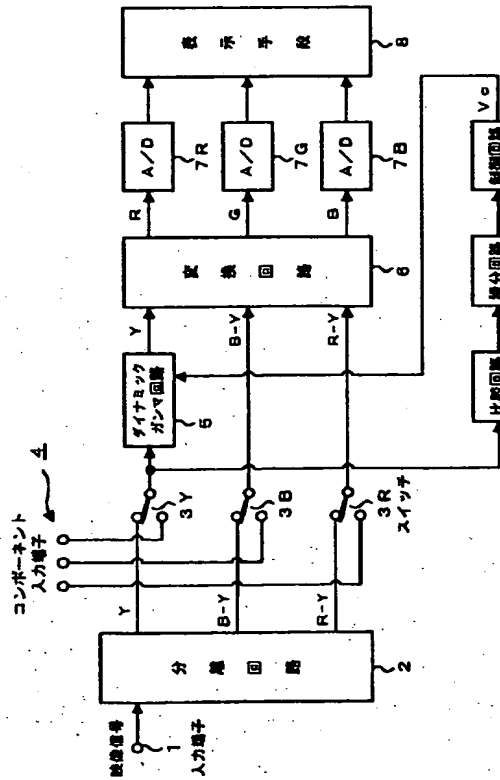 映像信号
入力端子
1
分離回路
2
コンポーネント
入力端子
4
Y
B-Y
R-Y
3Y
3B
3R
スイッチ
ダイナミック
ガンマ回路
5
Y
B-Y
R-Y
変換回路
6
R
G
B
A/D
7R
A/D
7G
A/D
7B
表示手段
8
比較回路
積分回路
制御回路
Vc